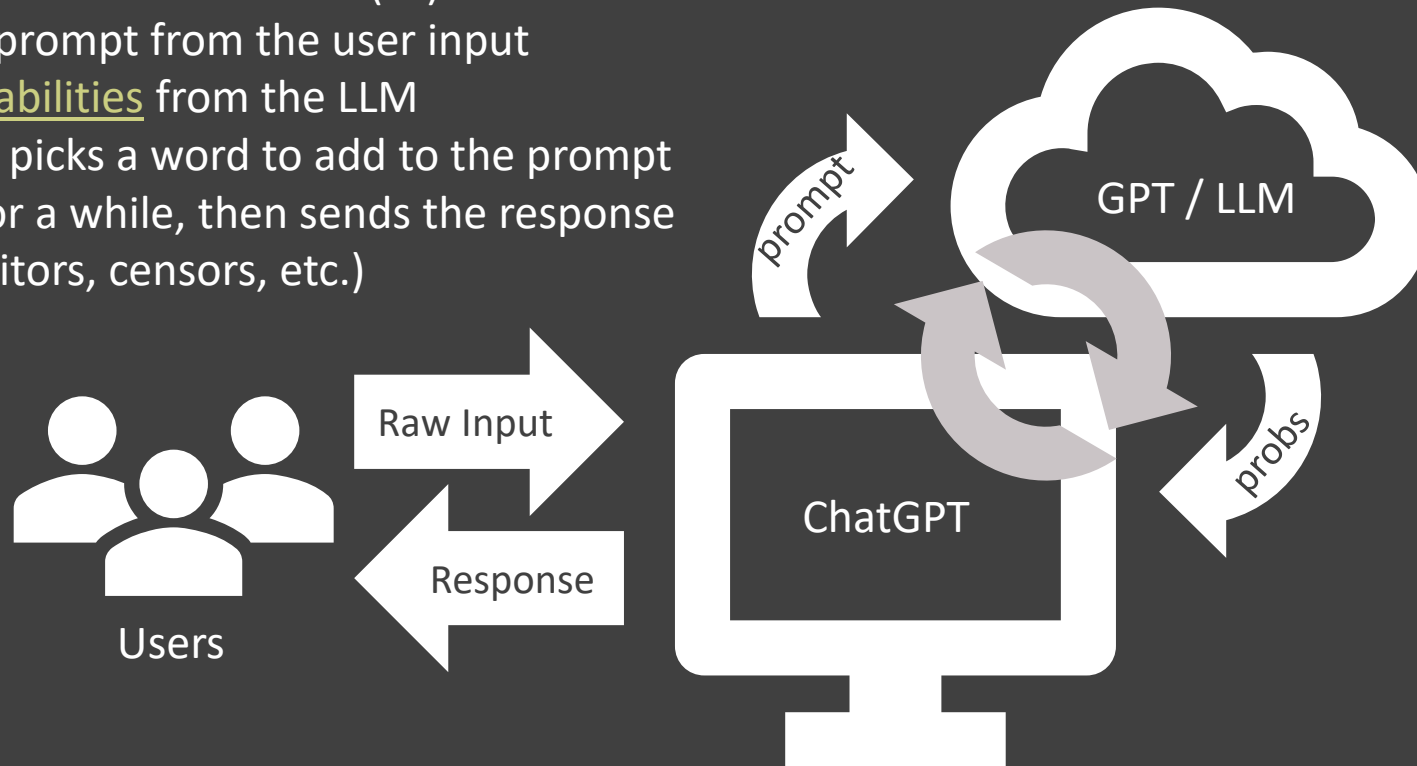 prompt from the user input
abilities from the LLM
picks a word to add to the prompt
or a while, then sends the response
itors, censors, etc.)
prompt
GPT / LLM
Raw Input
probs
ChatGPT
Response
Users